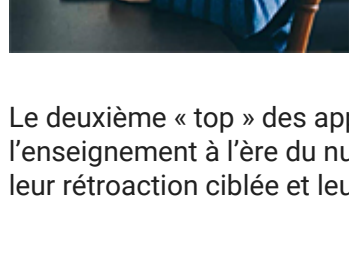 Le deuxième « top » des app
l’enseignement à l’ère du nu
leur rétroaction ciblée et leu